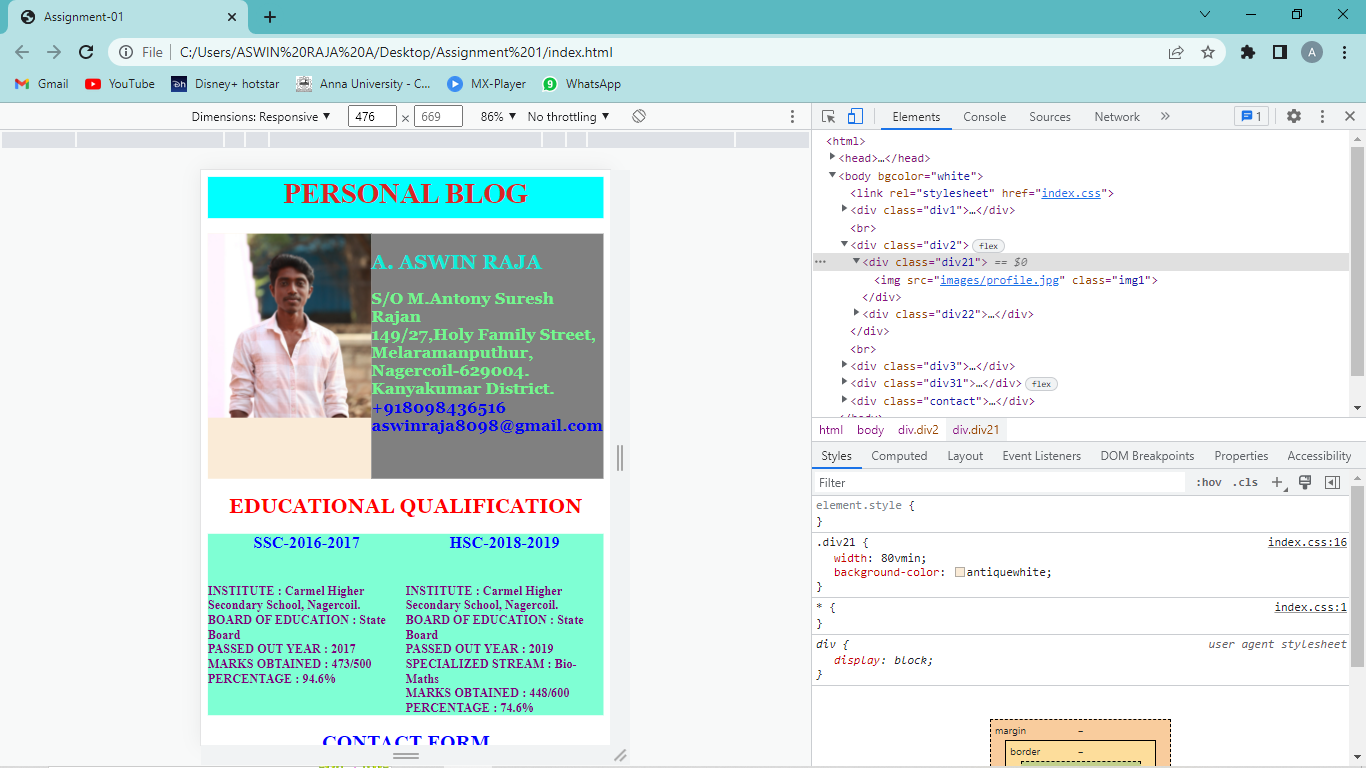 Assignment-01
File
C:/Users/ASWIN%20RAJA%20A/Desktop/Assignment%201/index.html
A
Gmail
YouTube
Disney+ hotstar
Anna University - C...
MX-Player
9
WhatsApp
Dimensions: Responsive
476
×
669
86%
No throttling
Elements
Console
Sources
Network
»
1
PERSONAL BLOG
A. ASWIN RAJA
S/O M.Antony Suresh
Rajan
149/27,Holy Family Street,
Melaramanputhur,
Nagercoil-629004.
Kanyakumar District.
+918098436516
aswinraja8098@gmail.com
EDUCATIONAL QUALIFICATION
SSC-2016-2017
INSTITUTE : Carmel Higher
Secondary School, Nagercoil.
BOARD OF EDUCATION : State
Board
PASSED OUT YEAR : 2017
MARKS OBTAINED : 473/500
PERCENTAGE : 94.6%
HSC-2018-2019
INSTITUTE : Carmel Higher
Secondary School, Nagercoil.
BOARD OF EDUCATION : State
Board
PASSED OUT YEAR : 2019
SPECIALIZED STREAM : Bio-
Maths
MARKS OBTAINED : 448/600
PERCENTAGE : 74.6%
CONTACT FORM
<html>
<head>…</head>
<body bgcolor="white">
<link rel="stylesheet" href="index.css">
<div class="div1">…</div>
<br>
<div class="div2"> flex
<div class="div21"> == $0
<img src="images/profile.jpg" class="img1">
</div>
<div class="div22">…</div>
</div>
<br>
<div class="div3">…</div>
<div class="div31">…</div> flex
<div class="contact">…</div>
</body>
html body div.div2 div.div21
Styles Computed Layout Event Listeners DOM Breakpoints Properties Accessibility
Filter
:hov .cls
element.style {
}
.div21 { index.css:16
width: 80vmin;
background-color: antiquewhite;
}
* { index.css:1
}
div { user agent stylesheet
display: block;
}
margin –
border –